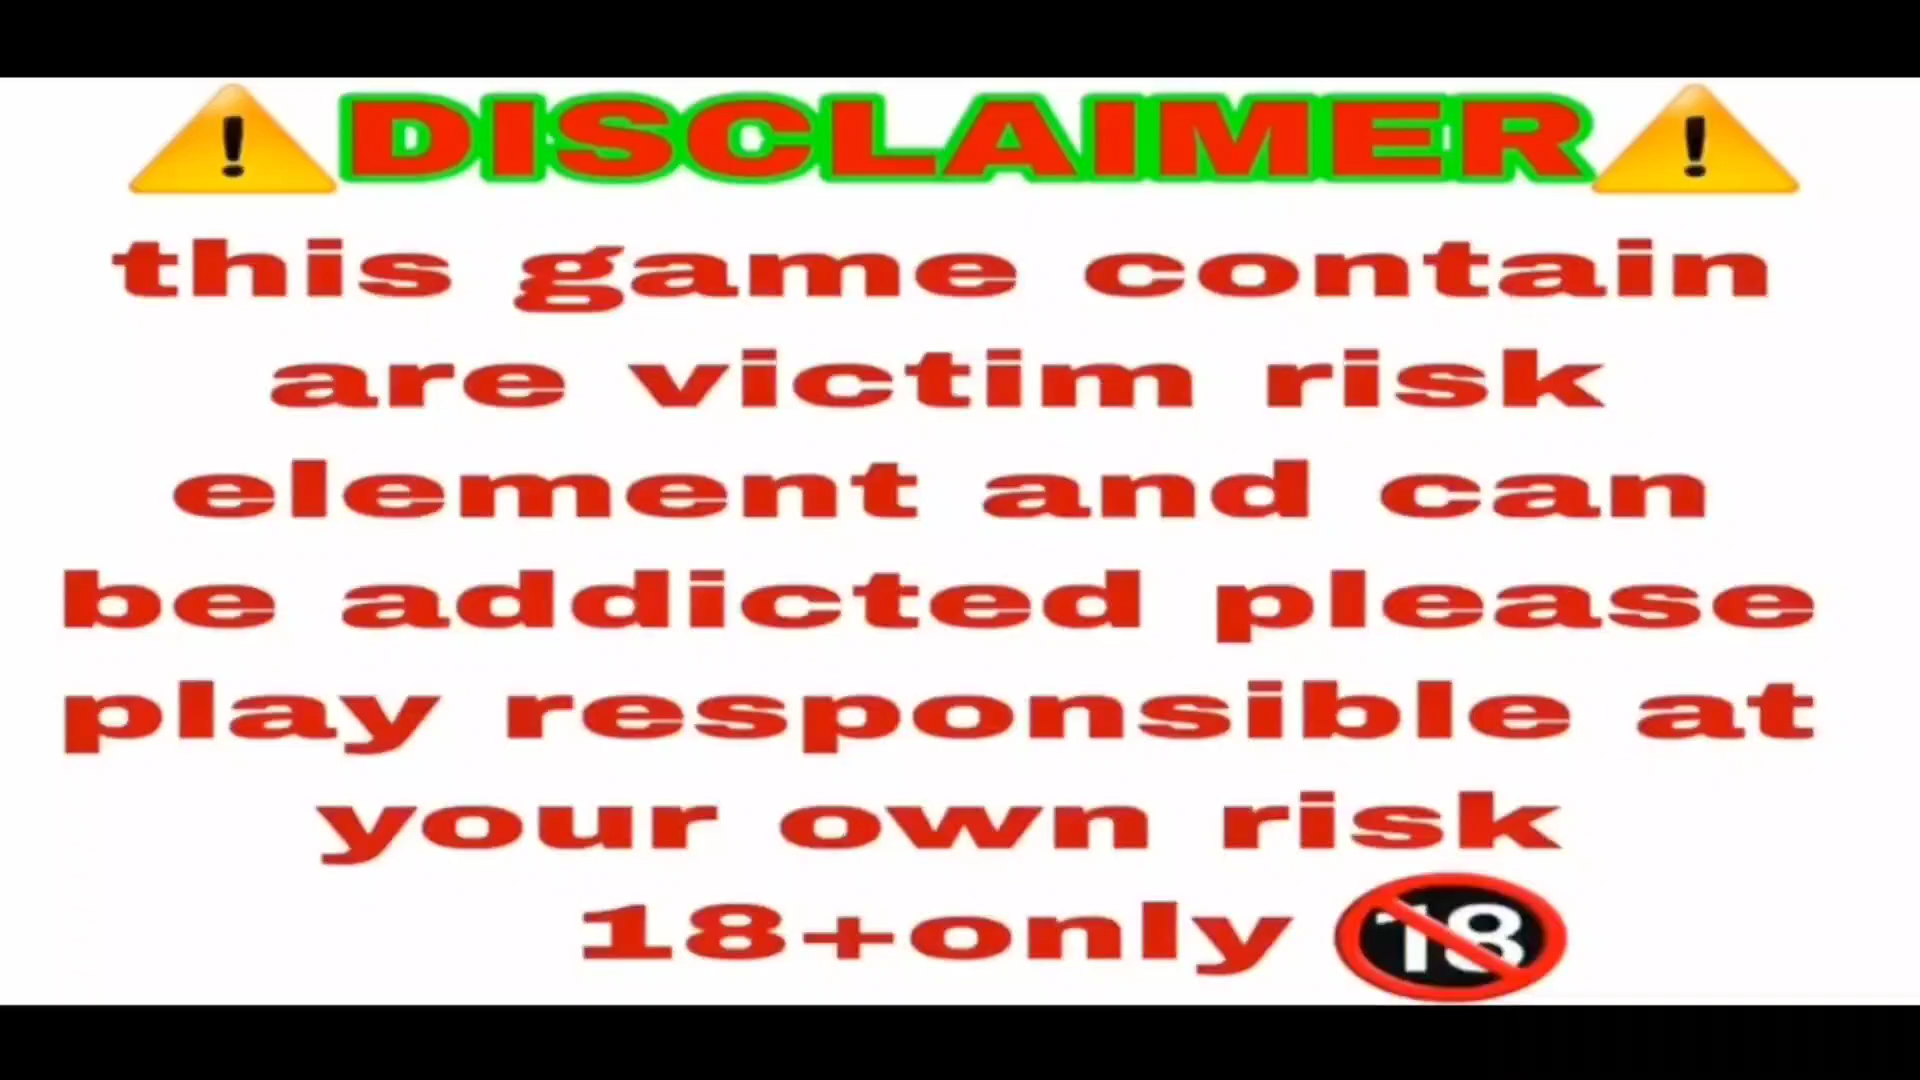 ⚠️DISCLAIMER⚠️
this game contain
are victim risk
element and can
be addicted please
play responsible at
your own risk
18+only 🔞